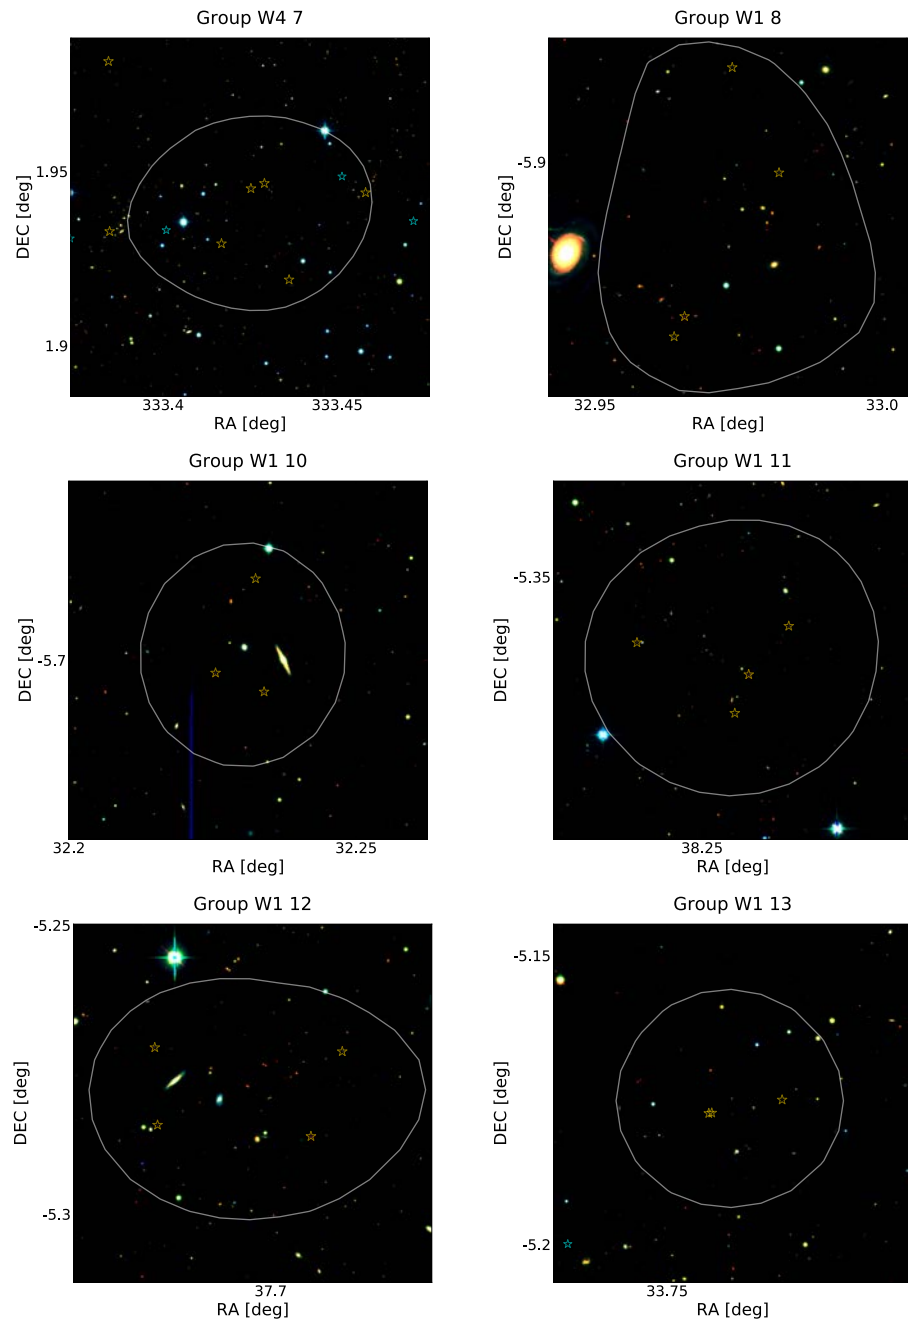 Group W4 7
DEC [deg]
1.95
1.9
333.4
333.45
RA [deg]
Group W1 8
DEC [deg]
-5.9
32.95
33.0
RA [deg]
Group W1 10
DEC [deg]
-5.7
32.2
32.25
RA [deg]
Group W1 11
DEC [deg]
-5.35
38.25
RA [deg]
Group W1 12
DEC [deg]
-5.25
-5.3
37.7
RA [deg]
Group W1 13
DEC [deg]
-5.15
-5.2
33.75
RA [deg]